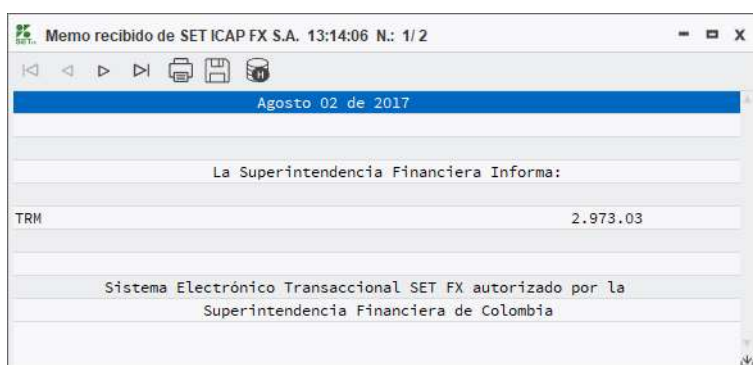 SET
Memo recibido de SET ICAP FX S.A. 13:14:06 N.: 1/ 2
Agosto 02 de 2017
La Superintendencia Financiera Informa:
TRM 2.973.03
Sistema Electrónico Transaccional SET FX autorizado por la
Superintendencia Financiera de Colombia